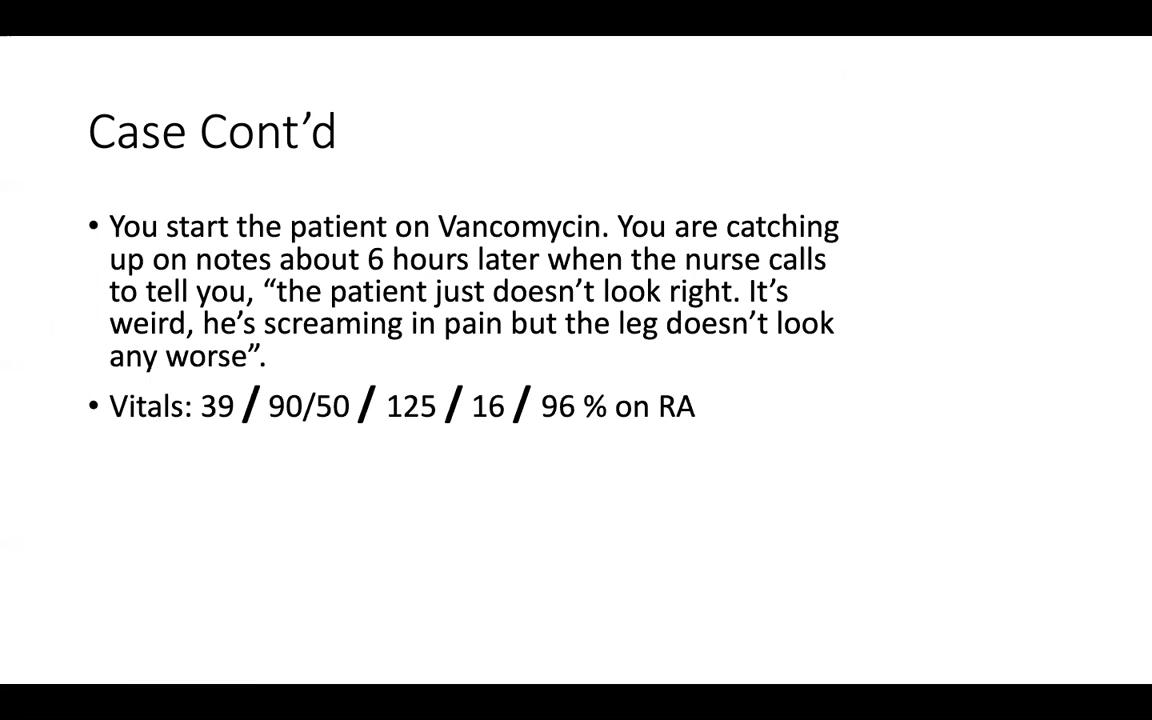 Case Cont’d
• You start the patient on Vancomycin. You are catching
up on notes about 6 hours later when the nurse calls
to tell you, “the patient just doesn’t look right. It’s
weird, he’s screaming in pain but the leg doesn’t look
any worse”.
• Vitals: 39 / 90/50 / 125 / 16 / 96 % on RA